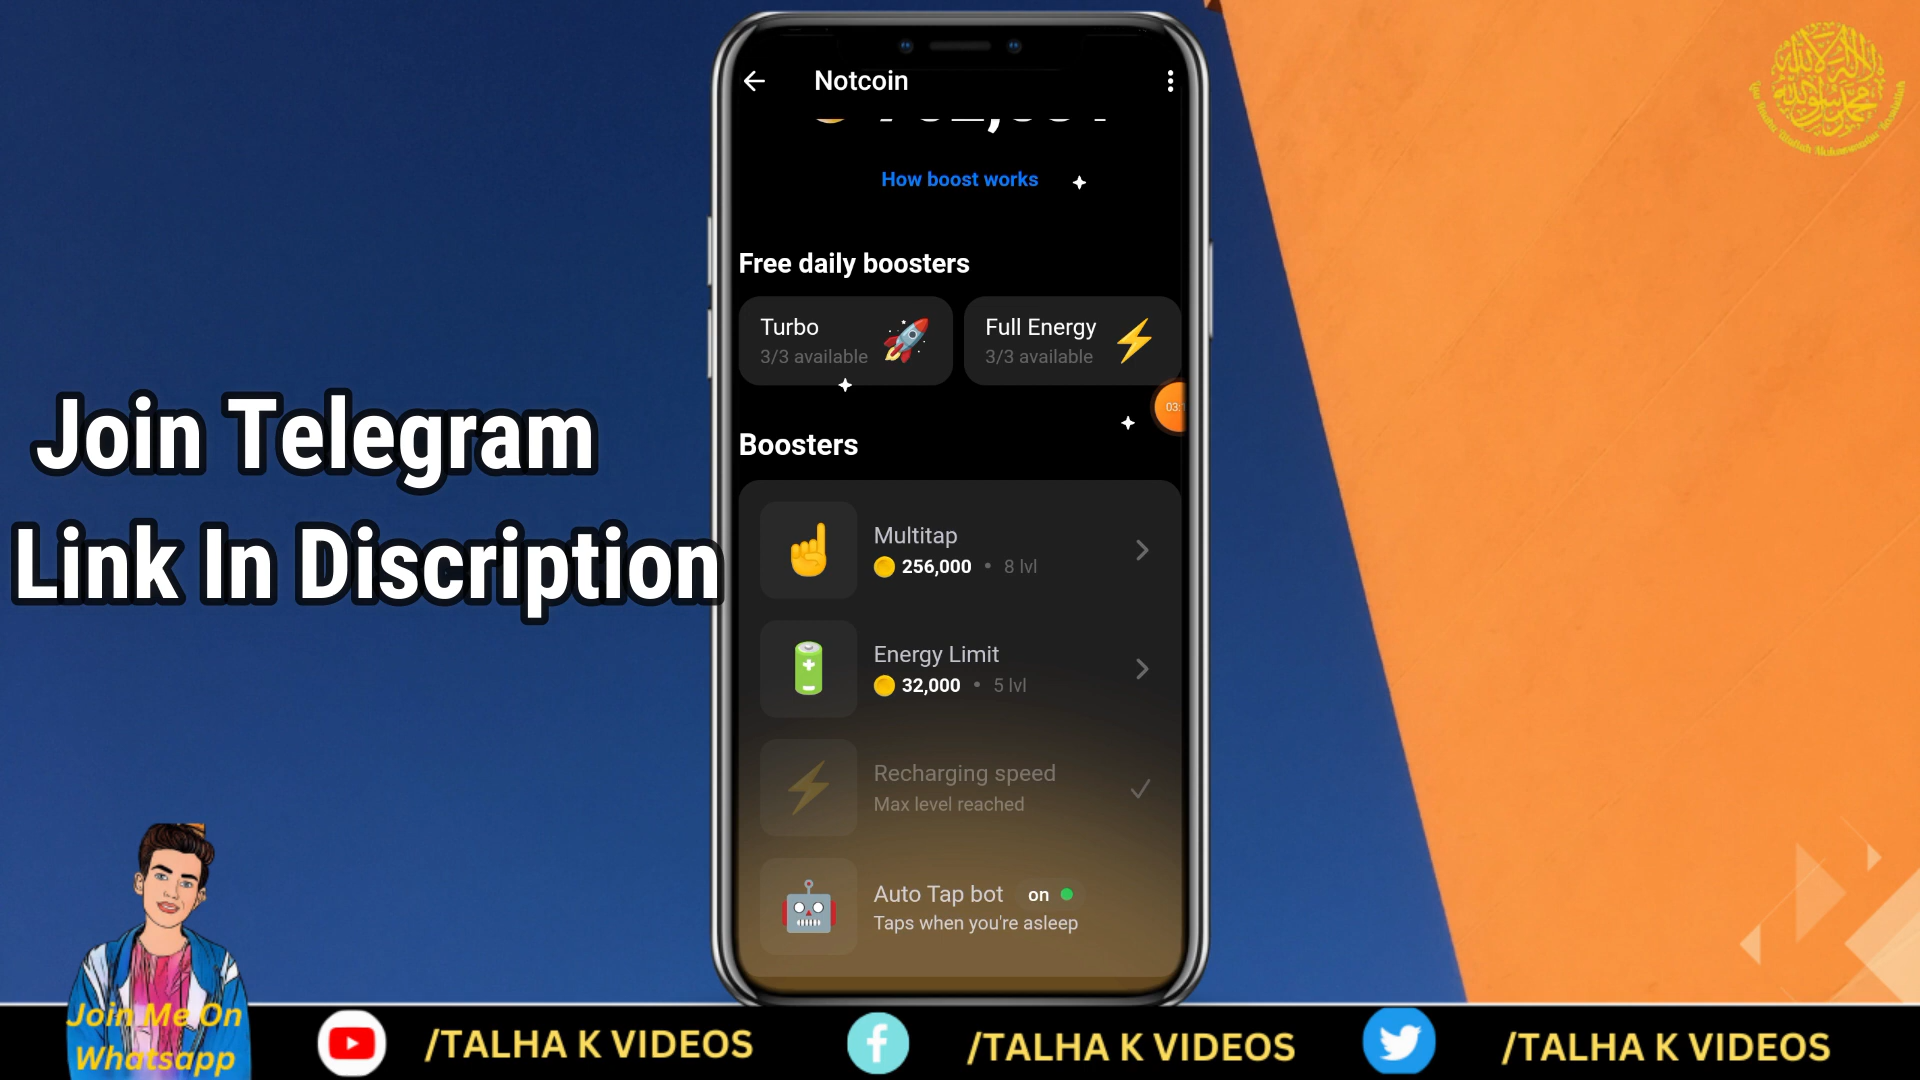 Notcoin
How boost works
Free daily boosters
Turbo
3/3 available
Full Energy
3/3 available
Boosters
Multitap
256,000 • 8 lvl
Energy Limit
32,000 • 5 lvl
Recharging speed
Max level reached
Auto Tap bot on
Taps when you're asleep
Join Telegram
Link In Discription
Join Me On
Whatsapp
/TALHA K VIDEOS
/TALHA K VIDEOS
/TALHA K VIDEOS